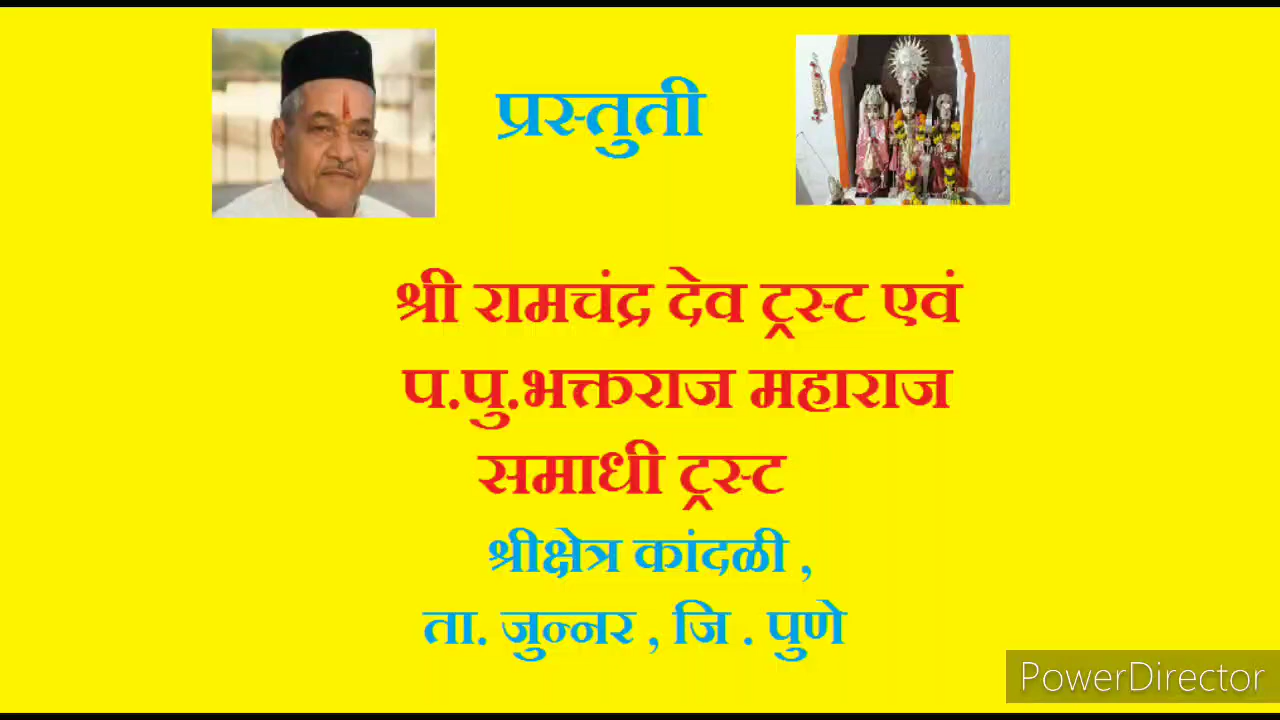 प्रस्तुती
श्री रामचंद्र देव ट्रस्ट एवं
प.पु.भक्तराज महाराज
समाधी ट्रस्ट
श्रीक्षेत्र कांदळी ,
ता. जुन्नर , जि . पुणे
PowerDirector